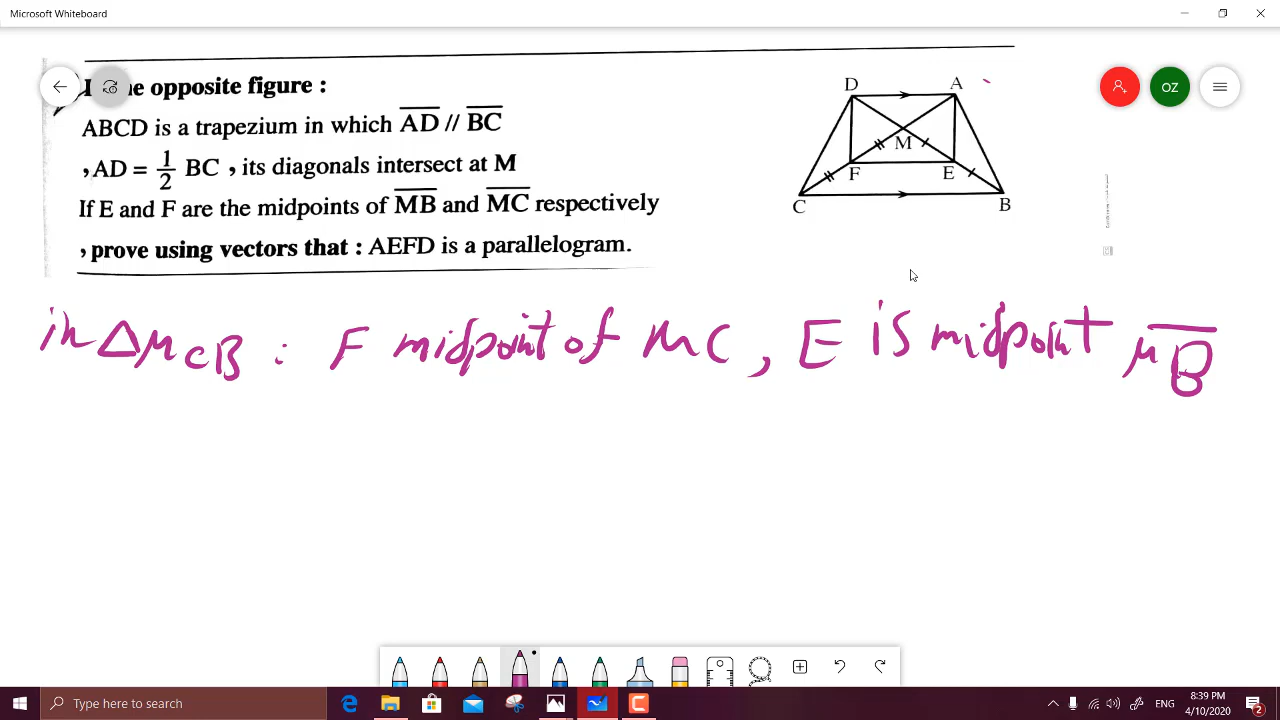 Microsoft Whiteboard
the opposite figure :
ABCD is a trapezium in which AD // BC
, AD = 1/2 BC , its diagonals intersect at M
If E and F are the midpoints of MB and MC respectively
, prove using vectors that : AEFD is a parallelogram.
D A
M
F E
C B
OZ
in ΔMCB : F midpoint of MC , E is midpoint MB
Type here to search
ENG
8:39 PM
4/10/2020
2